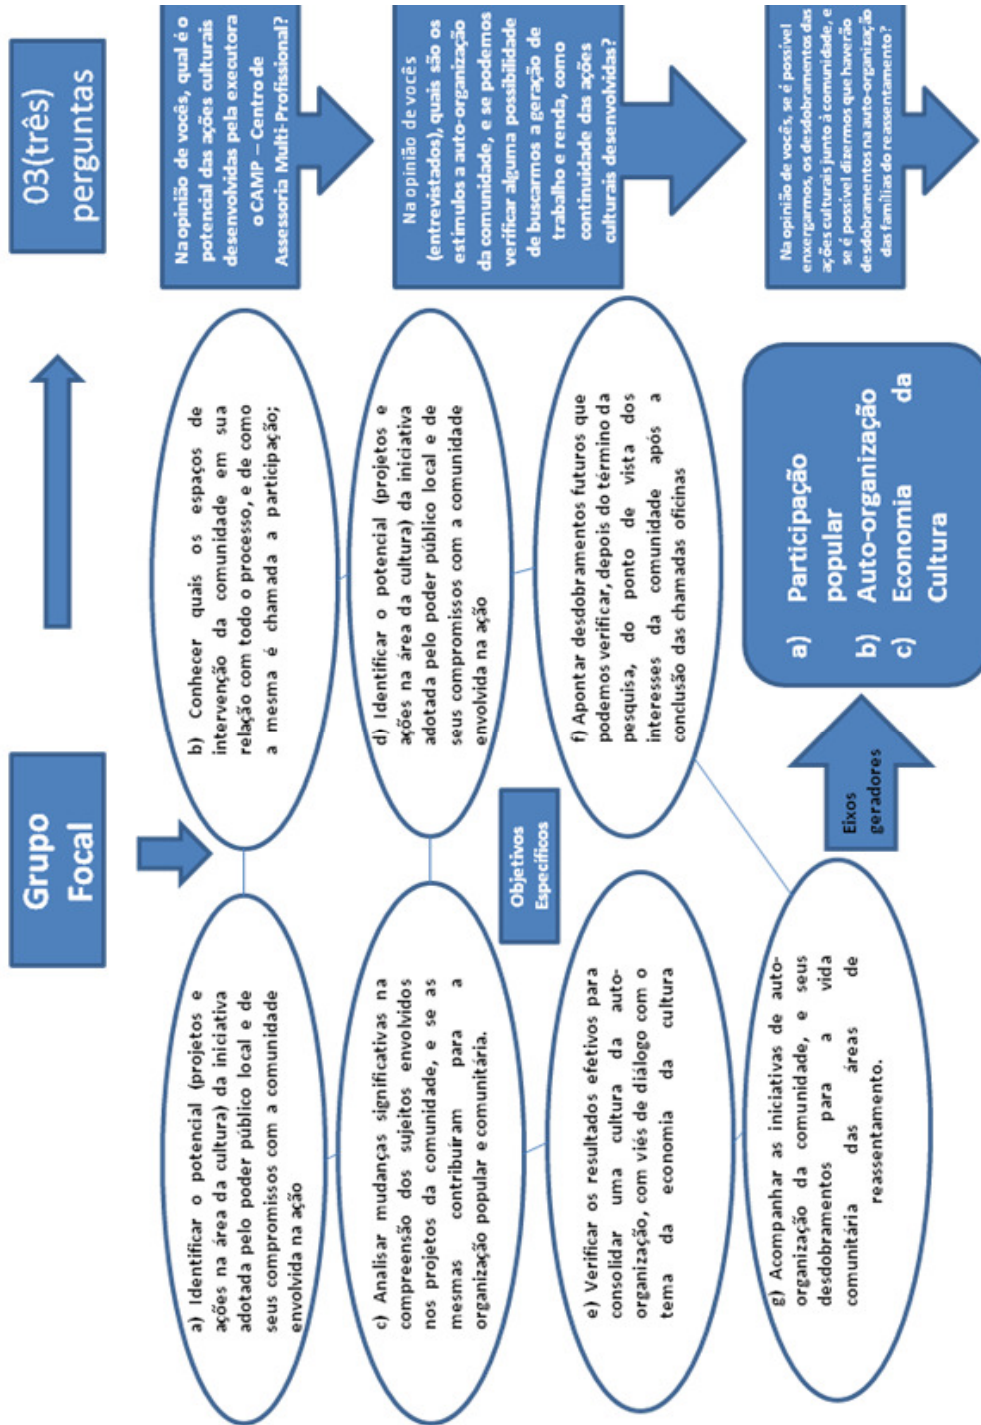 Grupo
Focal
03(três)
perguntas
a) Identificar o potencial (projetos e
ações na área da cultura) da iniciativa
adotada pelo poder público local e de
seus compromissos com a comunidade
envolvida na ação
b) Conhecer quais os espaços de
intervenção da comunidade em sua
relação com todo o processo, e de como
a mesma é chamada a participação;
Na opinião de vocês, qual é o
potencial das ações culturais
desenvolvidas pela executora
o CAMP – Centro de
Assessoria Multi-Profissional?
c) Analisar mudanças significativas na
compreensão dos sujeitos envolvidos
nos projetos da comunidade, e se as
mesmas contribuíram para a
organização popular e comunitária.
d) Identificar o potencial (projetos e
ações na área da cultura) da iniciativa
adotada pelo poder público local e de
seus compromissos com a comunidade
envolvida na ação
Na opinião de vocês
(entrevistados), quais são os
estímulos a auto-organização
da comunidade, e se podemos
verificar alguma possibilidade
de buscarmos a geração de
trabalho e renda, como
continuidade das ações
culturais desenvolvidas?
Objetivos
Específicos
e) Verificar os resultados efetivos para
consolidar uma cultura da auto-
organização, com viés de diálogo com o
tema da economia da cultura
f) Apontar desdobramentos futuros que
podemos verificar, depois do término da
pesquisa, do ponto de vista dos
interesses da comunidade após a
conclusão das chamadas oficinas
g) Acompanhar as iniciativas de auto-
organização da comunidade, e seus
desdobramentos para a vida
comunitária das áreas de
reassentamento.
Eixos
geradores
a) Participação
popular
b) Auto-organização
c) Economia da
Cultura
Na opinião de vocês, se é possível
enxergarmos, os desdobramentos das
ações culturais junto à comunidade, e
se é possível dizermos que haverão
desdobramentos na auto-organização
das famílias do reassentamento?